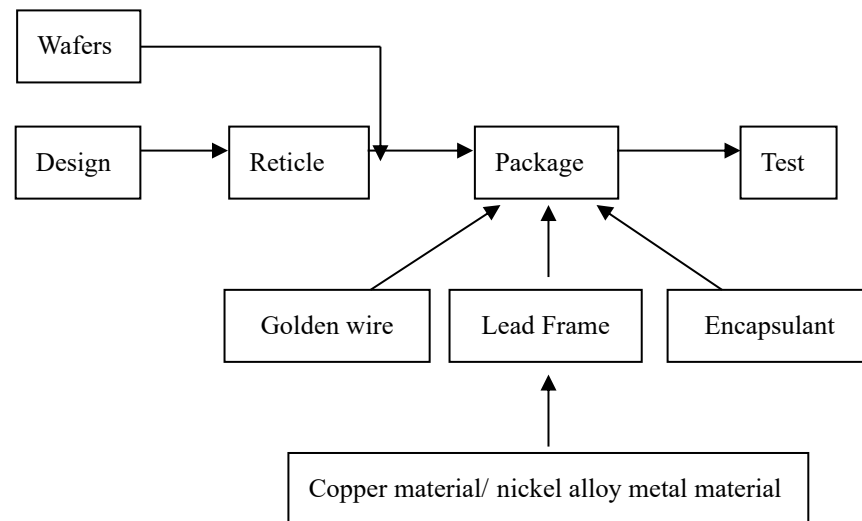 Wafers
Design
Reticle
Package
Test
Golden wire
Lead Frame
Encapsulant
Copper material/ nickel alloy metal material